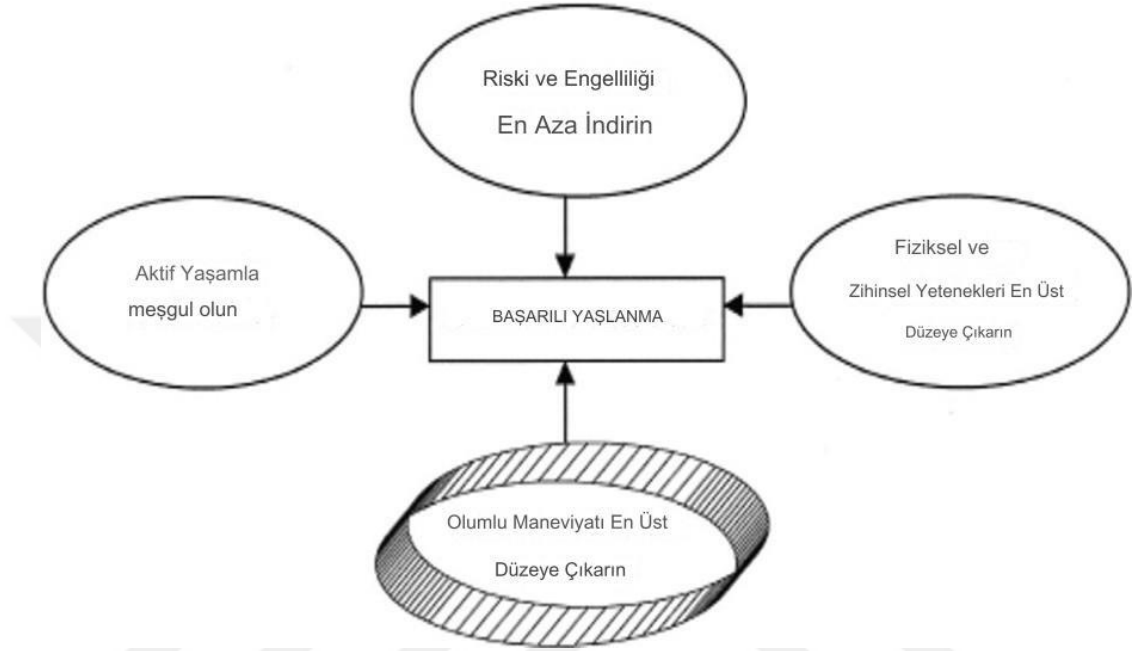 Riski ve Engelliliği
En Aza İndirin
Aktif Yaşamla
meşgul olun
BAŞARILI YAŞLANMA
Fiziksel ve
Zihinsel Yetenekleri En Üst
Düzeye Çıkarın
Olumlu Maneviyatı En Üst
Düzeye Çıkarın